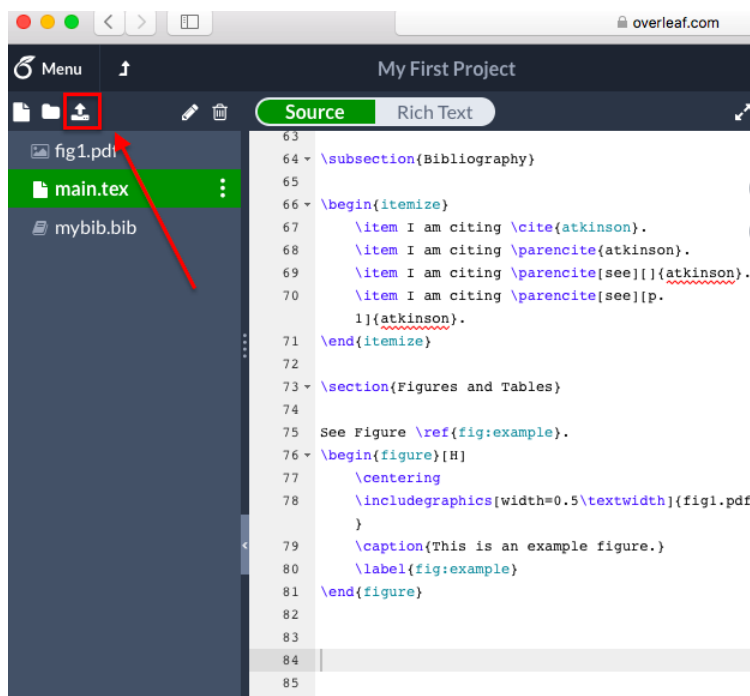 overleaf.com
Menu
My First Project
Source Rich Text
fig1.pdf
main.tex
mybib.bib
63
64 \subsection{Bibliography}
65
66 \begin{itemize}
67 \item I am citing \cite{atkinson}.
68 \item I am citing \parencite{atkinson}.
69 \item I am citing \parencite[see][]{atkinson}.
70 \item I am citing \parencite[see][p.
1]{atkinson}.
71 \end{itemize}
72
73 \section{Figures and Tables}
74
75 See Figure \ref{fig:example}.
76 \begin{figure}[H]
77 \centering
78 \includegraphics[width=0.5\textwidth]{fig1.pdf
}
79 \caption{This is an example figure.}
80 \label{fig:example}
81 \end{figure}
82
83
84
85